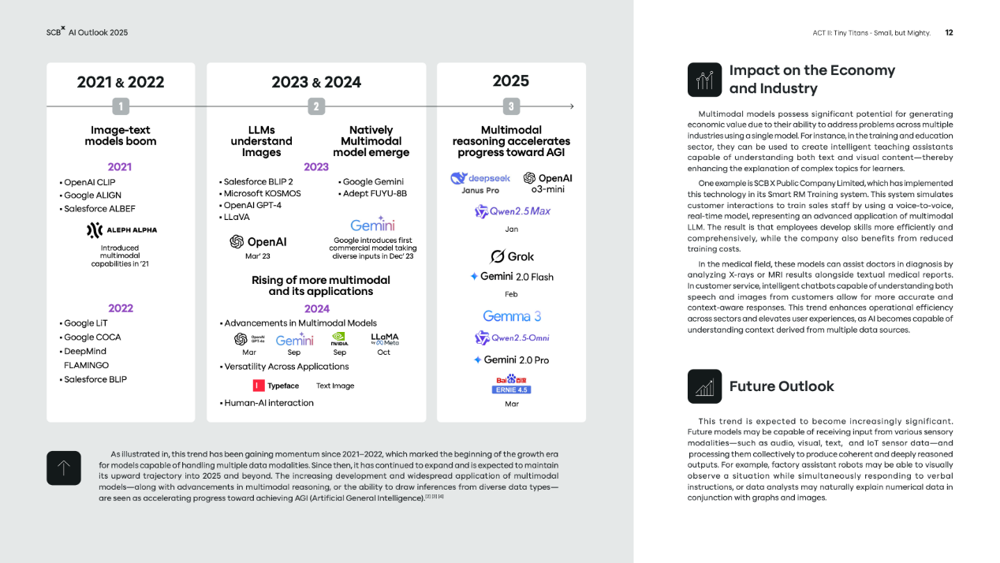 SCBX AI Outlook 2025
ACT II: Tiny Titans - Small, but Mighty. 12
2021 & 2022
1
Image-text
models boom
2021
• OpenAI CLIP
• Google ALIGN
• Salesforce ALBEF
ALEPH ALPHA
Introduced
multimodal
capabilities in '21
2022
• Google LiT
• Google COCA
• DeepMind
FLAMINGO
• Salesforce BLIP
2023 & 2024
2
LLMs
understand
Images
Natively
Multimodal
model emerge
2023
• Salesforce BLIP 2
• Microsoft KOSMOS
• OpenAI GPT-4
• LLaVA
OpenAI
Mar' 23
• Google Gemini
• Adept FUYU-8B
Gemini
Google introduces first
commercial model taking
diverse inputs in Dec' 23
Rising of more multimodal
and its applications
2024
• Advancements in Multimodal Models
OpenAI
GPT-4o
Mar
Gemini
Sep
NVIDIA
Sep
LLaMA
by Meta
Oct
• Versatility Across Applications
Typeface Text Image
• Human-AI interaction
2025
3
Multimodal
reasoning accelerates
progress toward AGI
deepseek
Janus Pro
OpenAI
o3-mini
Qwen2.5 Max
Jan
Grok
Gemini 2.0 Flash
Feb
Gemma 3
Qwen2.5-Omni
Gemini 2.0 Pro
Bai百度
ERNIE 4.5
Mar
As illustrated in, this trend has been gaining momentum since 2021–2022, which marked the beginning of the growth era
for models capable of handling multiple data modalities. Since then, it has continued to expand and is expected to maintain
its upward trajectory into 2025 and beyond. The increasing development and widespread application of multimodal
models—along with advancements in multimodal reasoning, or the ability to draw inferences from diverse data types—
are seen as accelerating progress toward achieving AGI (Artificial General Intelligence).[2] [3] [4]
Impact on the Economy
and Industry
Multimodal models possess significant potential for generating
economic value due to their ability to address problems across multiple
industries using a single model. For instance, in the training and education
sector, they can be used to create intelligent teaching assistants
capable of understanding both text and visual content—thereby
enhancing the explanation of complex topics for learners.
One example is SCB X Public Company Limited, which has implemented
this technology in its Smart RM Training system. This system simulates
customer interactions to train sales staff by using a voice-to-voice,
real-time model, representing an advanced application of multimodal
LLM. The result is that employees develop skills more efficiently and
comprehensively, while the company also benefits from reduced
training costs.
In the medical field, these models can assist doctors in diagnosis by
analyzing X-rays or MRI results alongside textual medical reports.
In customer service, intelligent chatbots capable of understanding both
speech and images from customers allow for more accurate and
context-aware responses. This trend enhances operational efficiency
across sectors and elevates user experiences, as AI becomes capable of
understanding context derived from multiple data sources.
Future Outlook
This trend is expected to become increasingly significant.
Future models may be capable of receiving input from various sensory
modalities—such as audio, visual, text, and IoT sensor data—and
processing them collectively to produce coherent and deeply reasoned
outputs. For example, factory assistant robots may be able to visually
observe a situation while simultaneously responding to verbal
instructions, or data analysts may naturally explain numerical data in
conjunction with graphs and images.